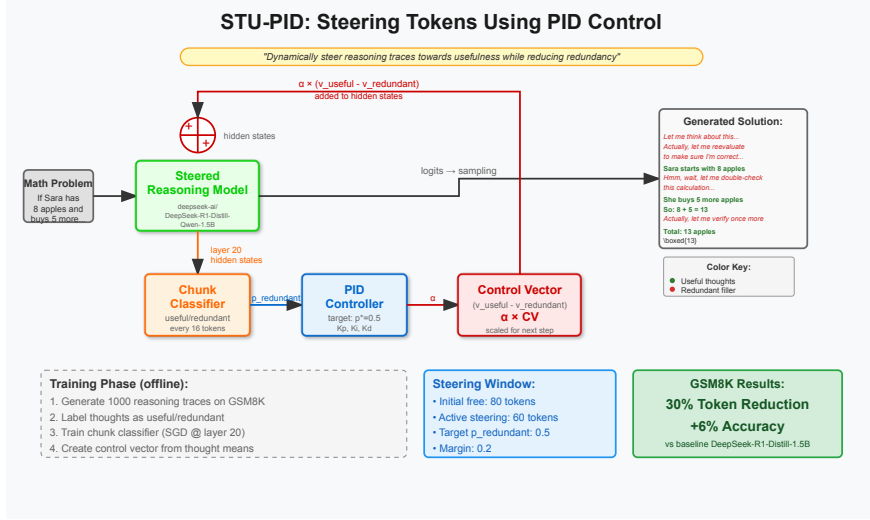 STU-PID: Steering Tokens Using PID Control
"Dynamically steer reasoning traces towards usefulness while reducing redundancy"
α × (v_useful - v_redundant)
added to hidden states
+
+
hidden states
Math Problem
If Sara has
8 apples and
buys 5 more...
Steered
Reasoning Model
deepseek-ai/
DeepSeek-R1-Distill-
Qwen-1.5B
logits → sampling
Generated Solution:
Let me think about this...
Actually, let me reevaluate
to make sure I'm correct...
Sara starts with 8 apples
Hmm, wait, let me double-check
this calculation...
She buys 5 more apples
So: 8 + 5 = 13
Actually, let me verify once more
Total: 13 apples
\boxed{13}
Color Key:
Useful thoughts
Redundant filler
layer 20
hidden states
Chunk
Classifier
useful/redundant
every 16 tokens
p_redundant
PID
Controller
target: p*=0.5
Kp, Ki, Kd
α
Control Vector
(v_useful - v_redundant)
α × CV
scaled for next step
Training Phase (offline):
1. Generate 1000 reasoning traces on GSM8K
2. Label thoughts as useful/redundant
3. Train chunk classifier (SGD @ layer 20)
4. Create control vector from thought means
Steering Window:
• Initial free: 80 tokens
• Active steering: 60 tokens
• Target p_redundant: 0.5
• Margin: 0.2
GSM8K Results:
30% Token Reduction
+6% Accuracy
vs baseline DeepSeek-R1-Distill-1.5B